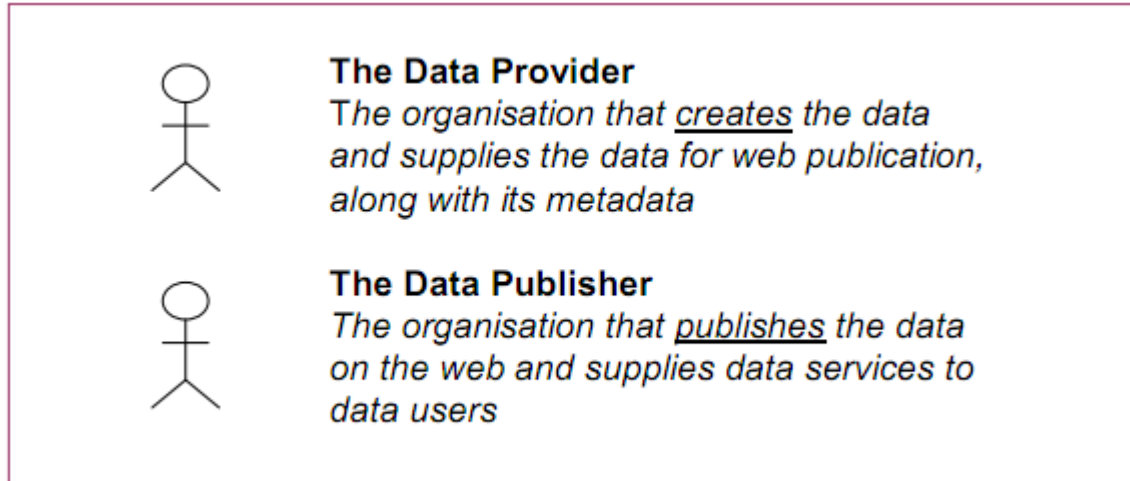 The Data Provider
The organisation that creates the data
and supplies the data for web publication,
along with its metadata
The Data Publisher
The organisation that publishes the data
on the web and supplies data services to
data users